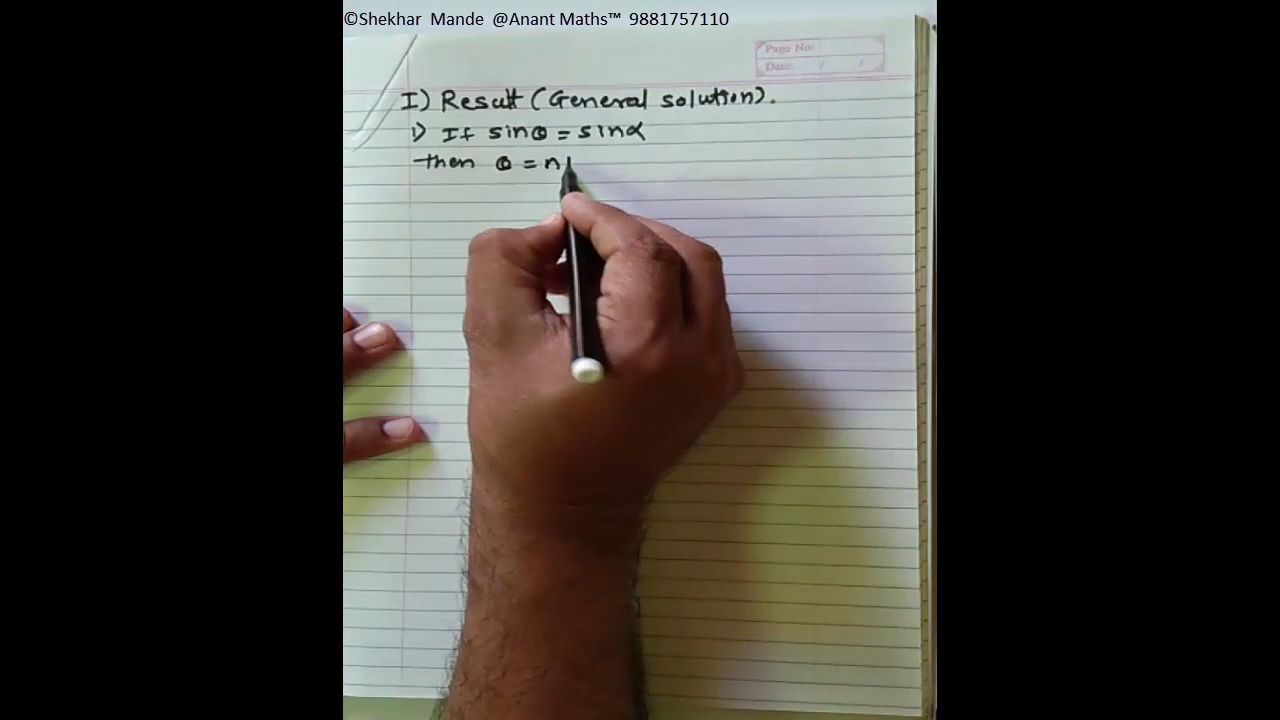 ©Shekhar Mande @Anant Maths™ 9881757110
Page No:
Date: / /
I) Result (General solution).
1) If sinθ = sinα
then θ = n